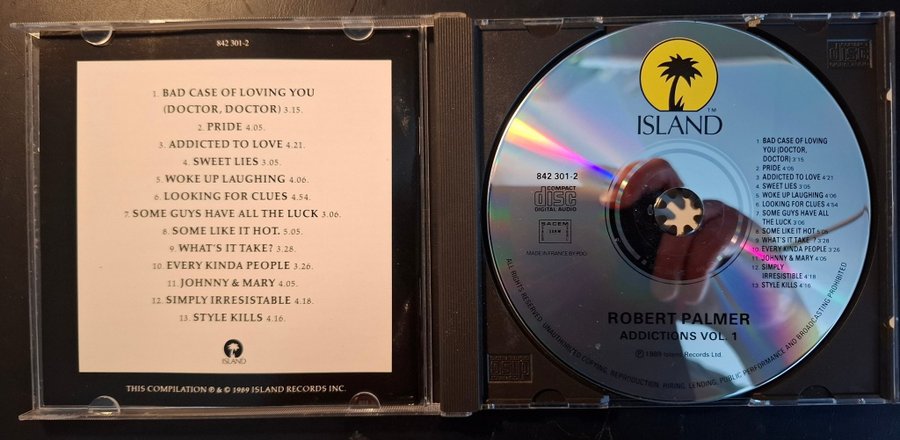 842 301-2
1. BAD CASE OF LOVING YOU
(DOCTOR, DOCTOR) 3.15.
2. PRIDE 4.05.
3. ADDICTED TO LOVE 4.21.
4. SWEET LIES 3.05.
5. WOKE UP LAUGHING 4.06.
6. LOOKING FOR CLUES 4.54.
7. SOME GUYS HAVE ALL THE LUCK 3.06.
8. SOME LIKE IT HOT. 5.05.
9. WHAT'S IT TAKE? 3.28.
10. EVERY KINDA PEOPLE 3.26.
11. JOHNNY & MARY 4.05.
12. SIMPLY IRRESISTABLE 4.18.
13. STYLE KILLS 4.16.
ISLAND
THIS COMPILATION ℗ & © 1989 ISLAND RECORDS INC.
ISLAND™
842 301-2
COMPACT
disc
DIGITAL AUDIO
SACEM
MADE IN FRANCE BY PDO
1 BAD CASE OF LOVING
YOU (DOCTOR,
DOCTOR) 3'15
2 PRIDE 4'05
3 ADDICTED TO LOVE 4'21
4 SWEET LIES 3'05
5 WOKE UP LAUGHING 4'06
6 LOOKING FOR CLUES 4'54
7 SOME GUYS HAVE ALL
THE LUCK 3'06
8 SOME LIKE IT HOT 5'05
9 WHAT'S IT TAKE ? 3'28
10 EVERY KINDA PEOPLE 3'26
11 JOHNNY & MARY 4'05
12 SIMPLY
IRRESISTIBLE 4'18
13 STYLE KILLS 4'16
ROBERT PALMER
ADDICTIONS VOL. 1
℗ 1989 Island Records Ltd.
ALL RIGHTS RESERVED. UNAUTHORIZED COPYING, REPRODUCTION, HIRING, LENDING, PUBLIC PERFORMANCE AND BROADCASTING PROHIBITED
COMPACT
disc
DIGITAL AUDIO